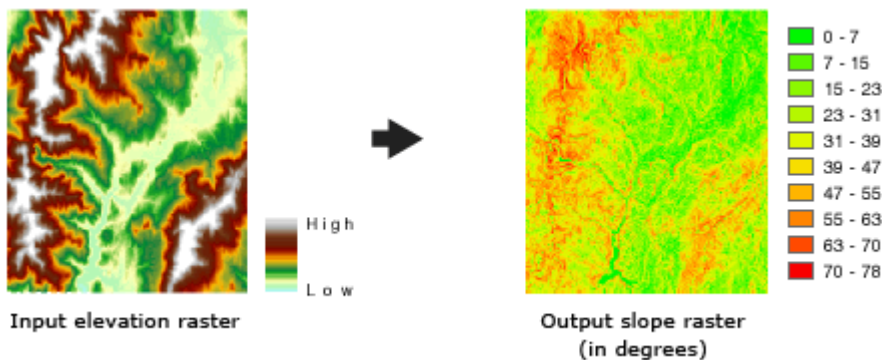 High
Low
Input elevation raster
0 - 7
7 - 15
15 - 23
23 - 31
31 - 39
39 - 47
47 - 55
55 - 63
63 - 70
70 - 78
Output slope raster
(in degrees)